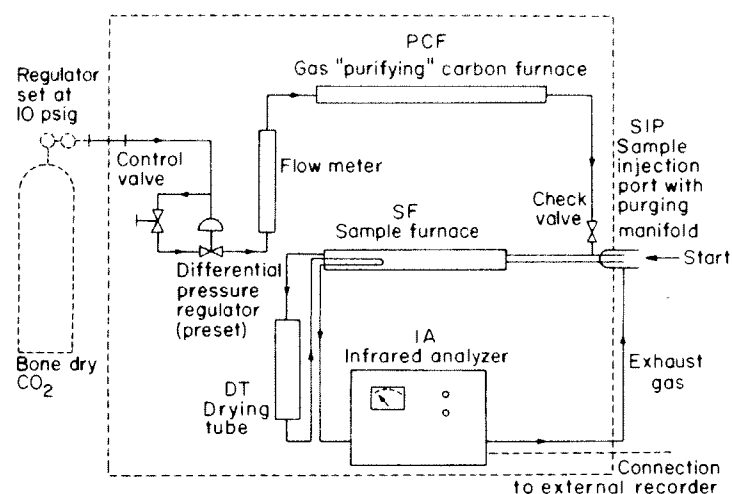 PCF
Gas "purifying" carbon furnace
Regulator
set at
10 psig
Control
valve
Flow meter
SIP
Sample
injection
port with
purging
manifold
Check
valve
SF
Sample furnace
Start
Differential
pressure
regulator
(preset)
IA
Infrared analyzer
Bone dry
CO2
DT
Drying
tube
Exhaust
gas
Connection
to external recorder